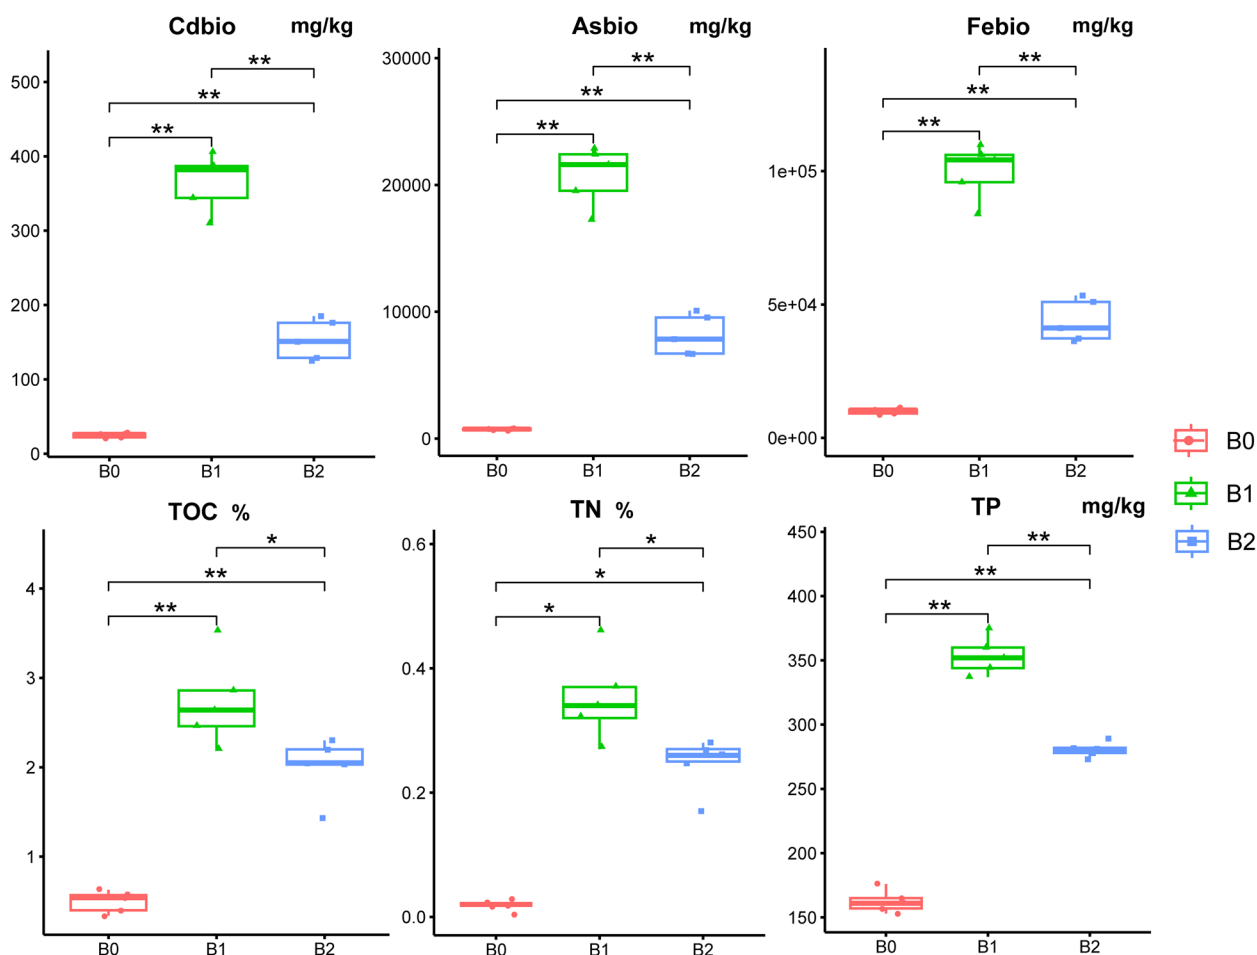 Cdbio mg/kg
Asbio mg/kg
Febio mg/kg
500
400
300
200
100
0
**
**
**
B0 B1 B2
30000
20000
10000
0
**
**
**
B0 B1 B2
1e+05
5e+04
0e+00
**
**
**
B0 B1 B2
TOC %
TN %
TP mg/kg
4
3
2
1
*
**
**
B0 B1 B2
0.6
0.4
0.2
0.0
*
*
*
B0 B1 B2
450
400
350
300
250
200
150
**
**
**
B0 B1 B2
B0
B1
B2